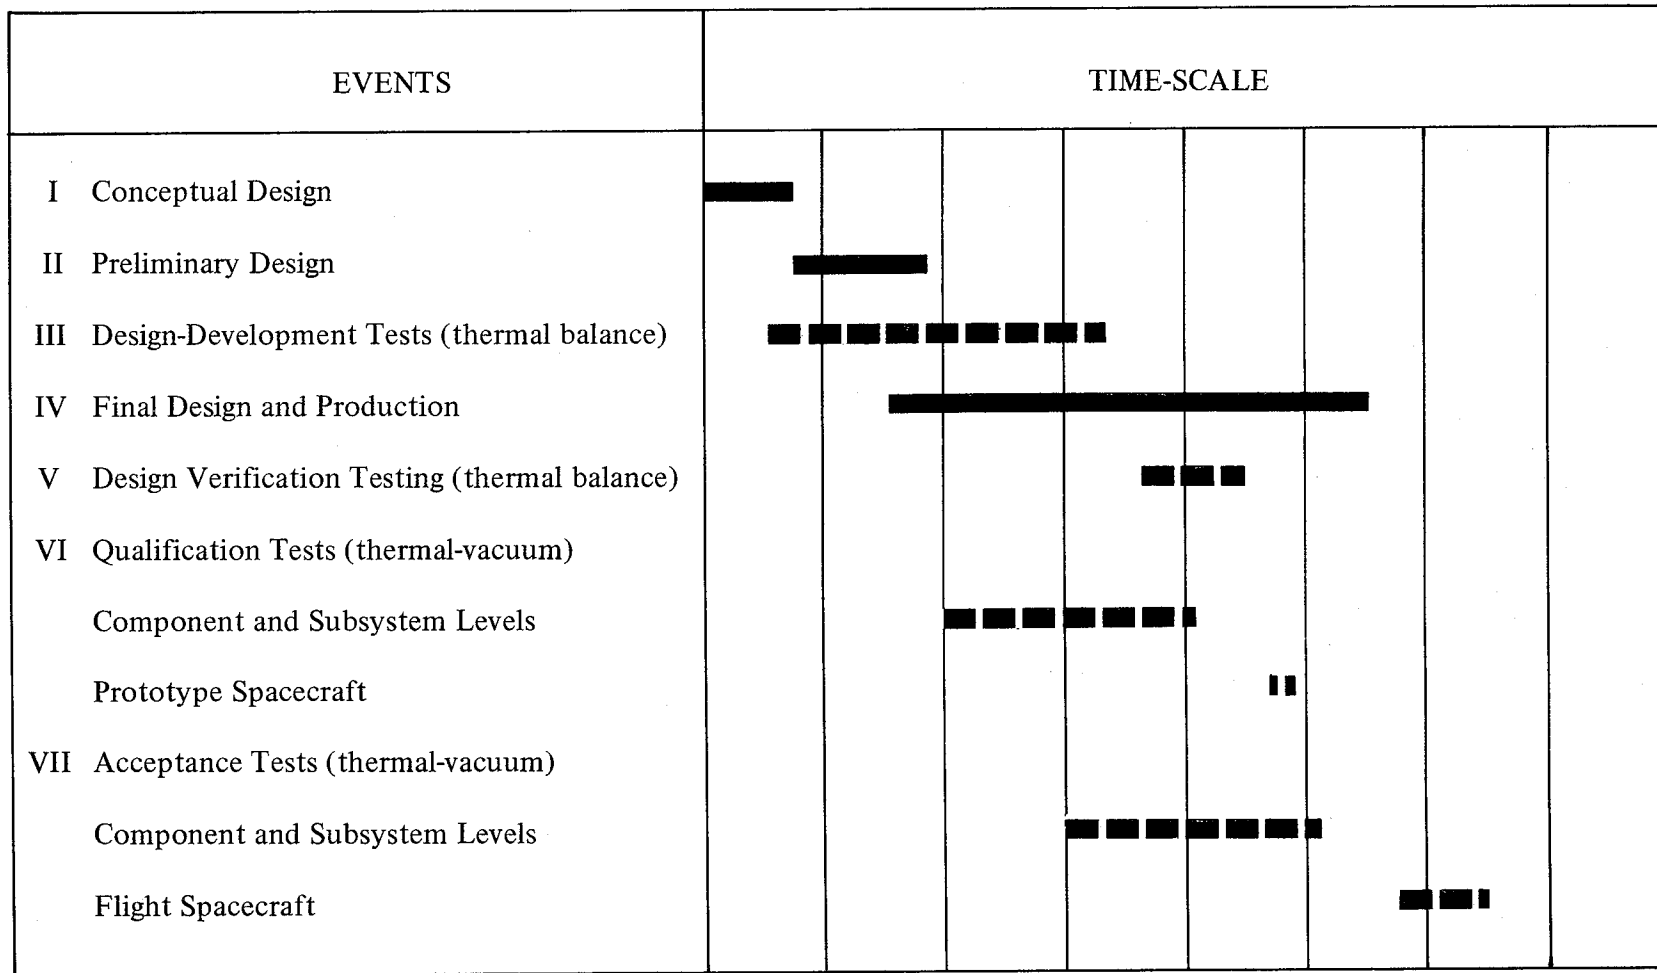 EVENTS
TIME-SCALE
I Conceptual Design
II Preliminary Design
III Design-Development Tests (thermal balance)
IV Final Design and Production
V Design Verification Testing (thermal balance)
VI Qualification Tests (thermal-vacuum)
Component and Subsystem Levels
Prototype Spacecraft
VII Acceptance Tests (thermal-vacuum)
Component and Subsystem Levels
Flight Spacecraft